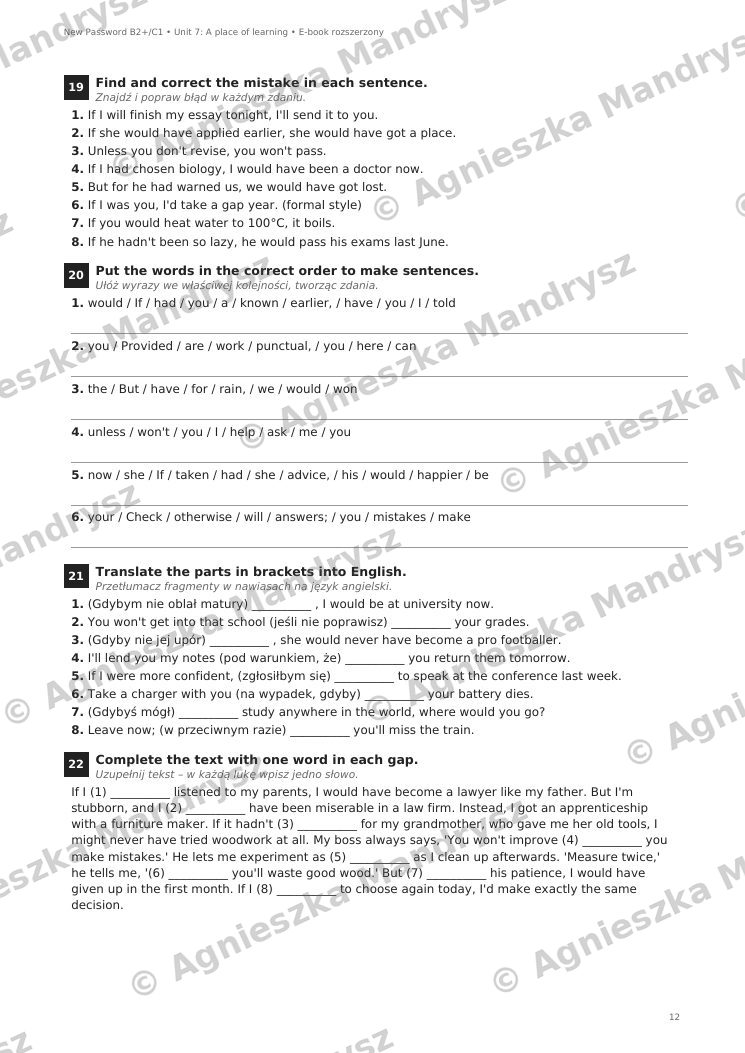 New Password B2+/C1 • Unit 7: A place of learning • E-book rozszerzony
19 Find and correct the mistake in each sentence.
Znajdź i popraw błąd w każdym zdaniu.
1. If I will finish my essay tonight, I'll send it to you.
2. If she would have applied earlier, she would have got a place.
3. Unless you don't revise, you won't pass.
4. If I had chosen biology, I would have been a doctor now.
5. But for he had warned us, we would have got lost.
6. If I was you, I'd take a gap year. (formal style)
7. If you would heat water to 100°C, it boils.
8. If he hadn't been so lazy, he would pass his exams last June.
20 Put the words in the correct order to make sentences.
Ułóż wyrazy we właściwej kolejności, tworząc zdania.
1. would / If / had / you / a / known / earlier, / have / you / I / told
2. you / Provided / are / work / punctual, / you / here / can
3. the / But / have / for / rain, / we / would / won
4. unless / won't / you / I / help / ask / me / you
5. now / she / If / taken / had / she / advice, / his / would / happier / be
6. your / Check / otherwise / will / answers; / you / mistakes / make
21 Translate the parts in brackets into English.
Przetłumacz fragmenty w nawiasach na język angielski.
1. (Gdybym nie oblał matury) __________ , I would be at university now.
2. You won't get into that school (jeśli nie poprawisz) __________ your grades.
3. (Gdyby nie jej upór) __________ , she would never have become a pro footballer.
4. I'll lend you my notes (pod warunkiem, że) __________ you return them tomorrow.
5. If I were more confident, (zgłosiłbym się) __________ to speak at the conference last week.
6. Take a charger with you (na wypadek, gdyby) __________ your battery dies.
7. (Gdybyś mógł) __________ study anywhere in the world, where would you go?
8. Leave now; (w przeciwnym razie) __________ you'll miss the train.
22 Complete the text with one word in each gap.
Uzupełnij tekst – w każdą lukę wpisz jedno słowo.
If I (1) __________ listened to my parents, I would have become a lawyer like my father. But I'm
stubborn, and I (2) __________ have been miserable in a law firm. Instead, I got an apprenticeship
with a furniture maker. If it hadn't (3) __________ for my grandmother, who gave me her old tools, I
might never have tried woodwork at all. My boss always says, 'You won't improve (4) __________ you
make mistakes.' He lets me experiment as (5) __________ as I clean up afterwards. 'Measure twice,'
he tells me, '(6) __________ you'll waste good wood.' But (7) __________ his patience, I would have
given up in the first month. If I (8) __________ to choose again today, I'd make exactly the same
decision.
12
© Agnieszka Mandrysz